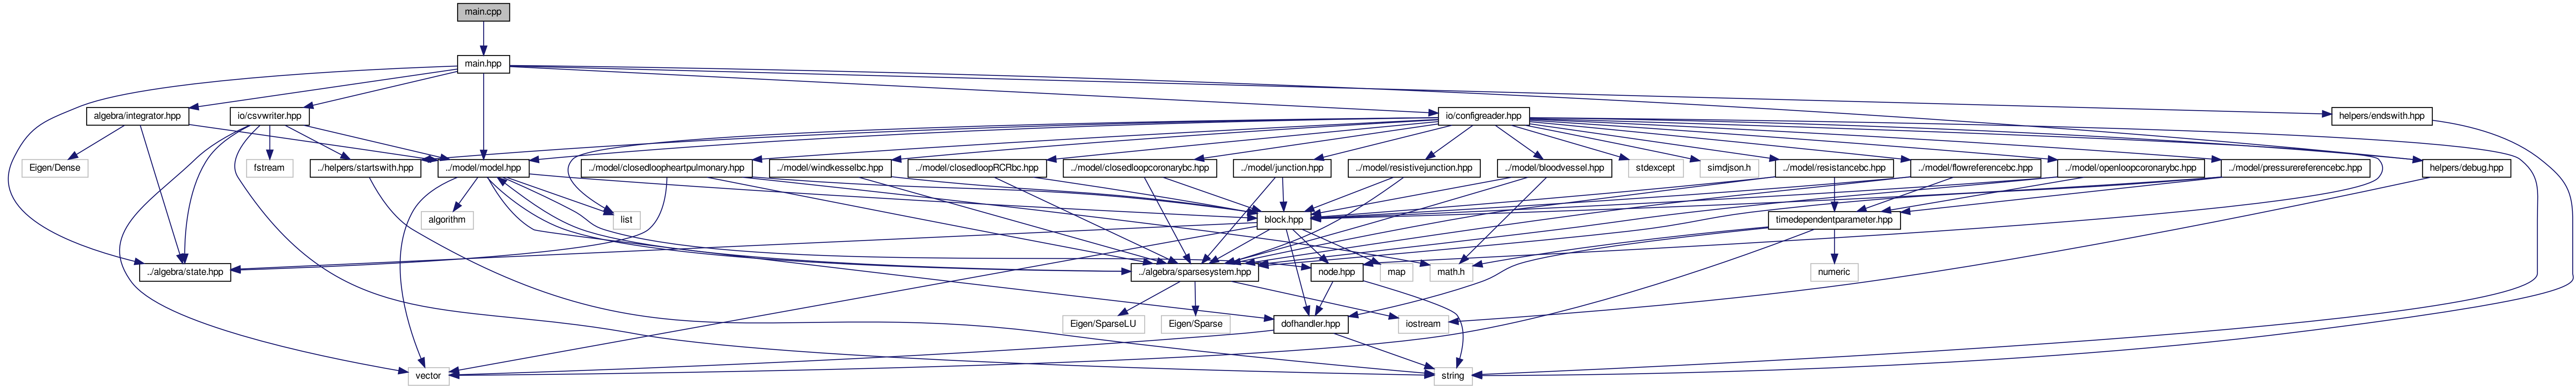 main.cpp
main.hpp
algebra/integrator.hpp
io/csvwriter.hpp
io/configreader.hpp
helpers/endswith.hpp
Eigen/Dense
fstream
../helpers/startswith.hpp
../model/model.hpp
../model/closedloopheartpulmonary.hpp
../model/windkesselbc.hpp
../model/closedloopRCRbc.hpp
../model/closedloopcoronarybc.hpp
../model/junction.hpp
../model/resistivejunction.hpp
../model/bloodvessel.hpp
stdexcept
simdjson.h
../model/resistancebc.hpp
../model/flowreferencebc.hpp
../model/openloopcoronarybc.hpp
../model/pressurereferencebc.hpp
helpers/debug.hpp
algorithm
list
block.hpp
timedependentparameter.hpp
../algebra/state.hpp
../algebra/sparsesystem.hpp
node.hpp
map
math.h
numeric
Eigen/SparseLU
Eigen/Sparse
dofhandler.hpp
iostream
vector
string